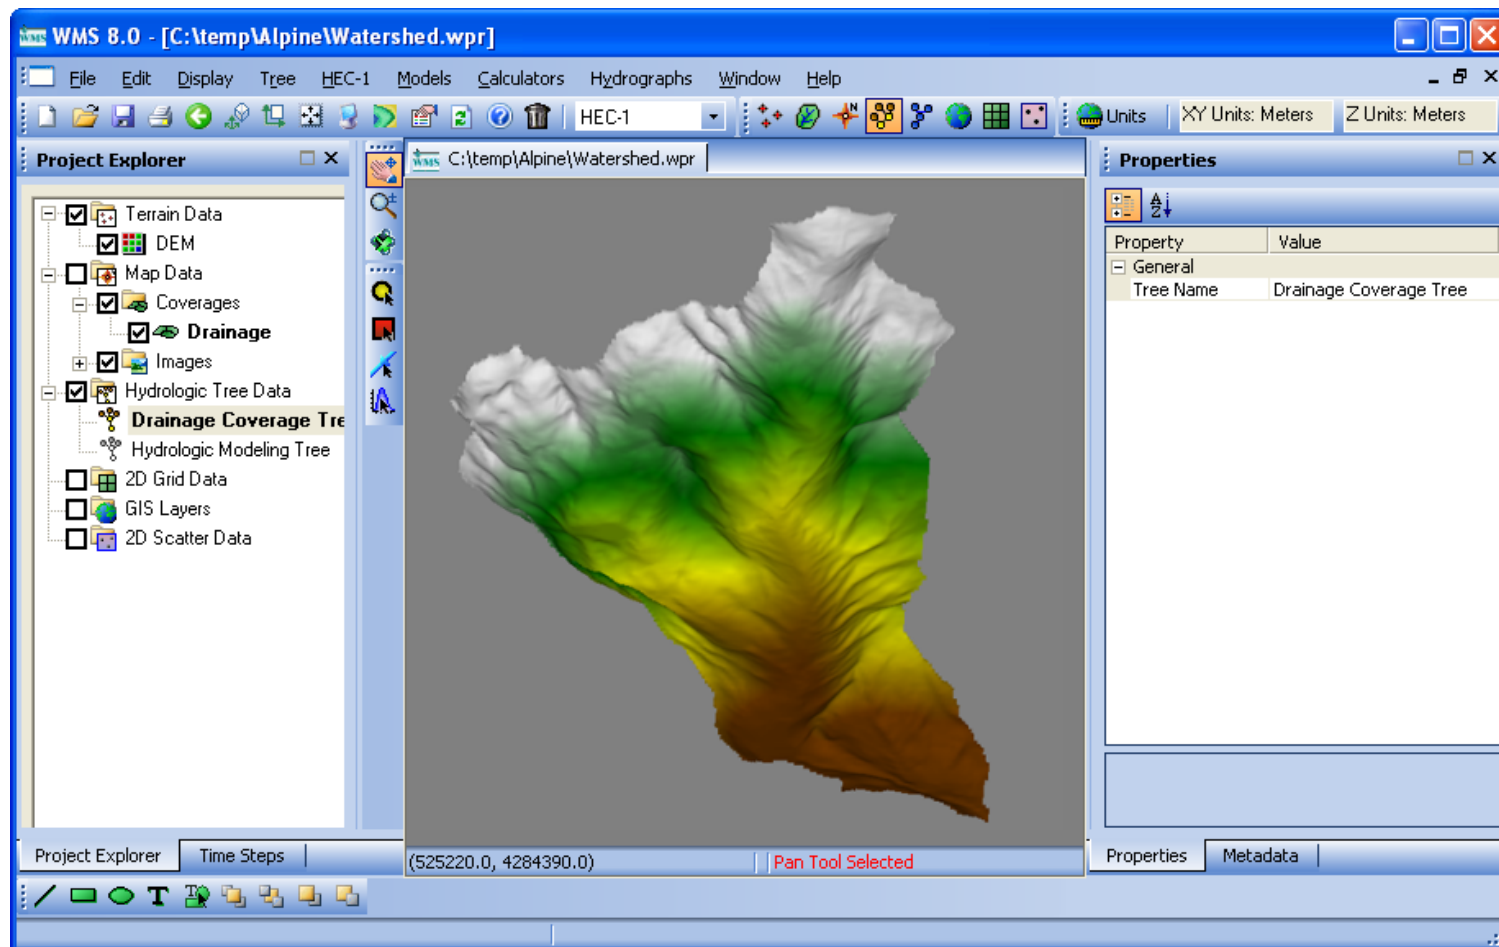 WMS 8.0 - [C:\temp\Alpine\Watershed.wpr]
File Edit Display Tree HEC-1 Models Calculators Hydrographs Window Help
HEC-1 Units XY Units: Meters Z Units: Meters
Project Explorer
C:\temp\Alpine\Watershed.wpr
Properties
Terrain Data
DEM
Map Data
Coverages
Drainage
Images
Hydrologic Tree Data
Drainage Coverage Tre
Hydrologic Modeling Tree
2D Grid Data
GIS Layers
2D Scatter Data
Property Value
General
Tree Name Drainage Coverage Tree
Project Explorer Time Steps
(525220.0, 4284390.0) Pan Tool Selected
Properties Metadata